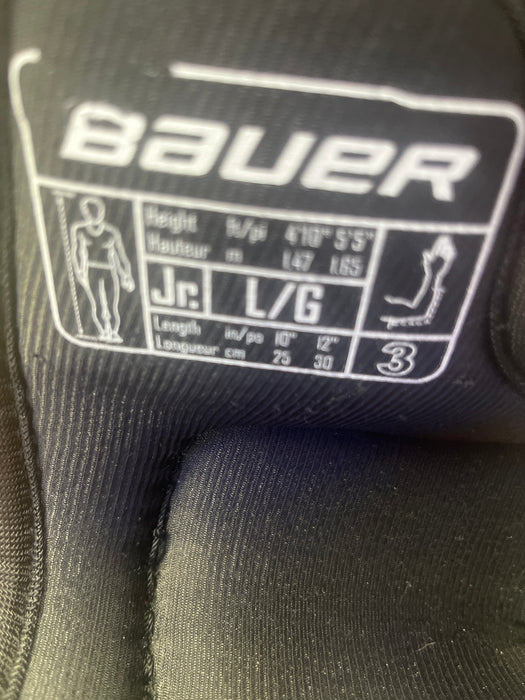 BAUER
Height ft/pi 4'10" 5'5"
Hauteur m 1.47 1.65
Jr. L/G
Length in/po 10" 12"
Longueur cm 25 30
3